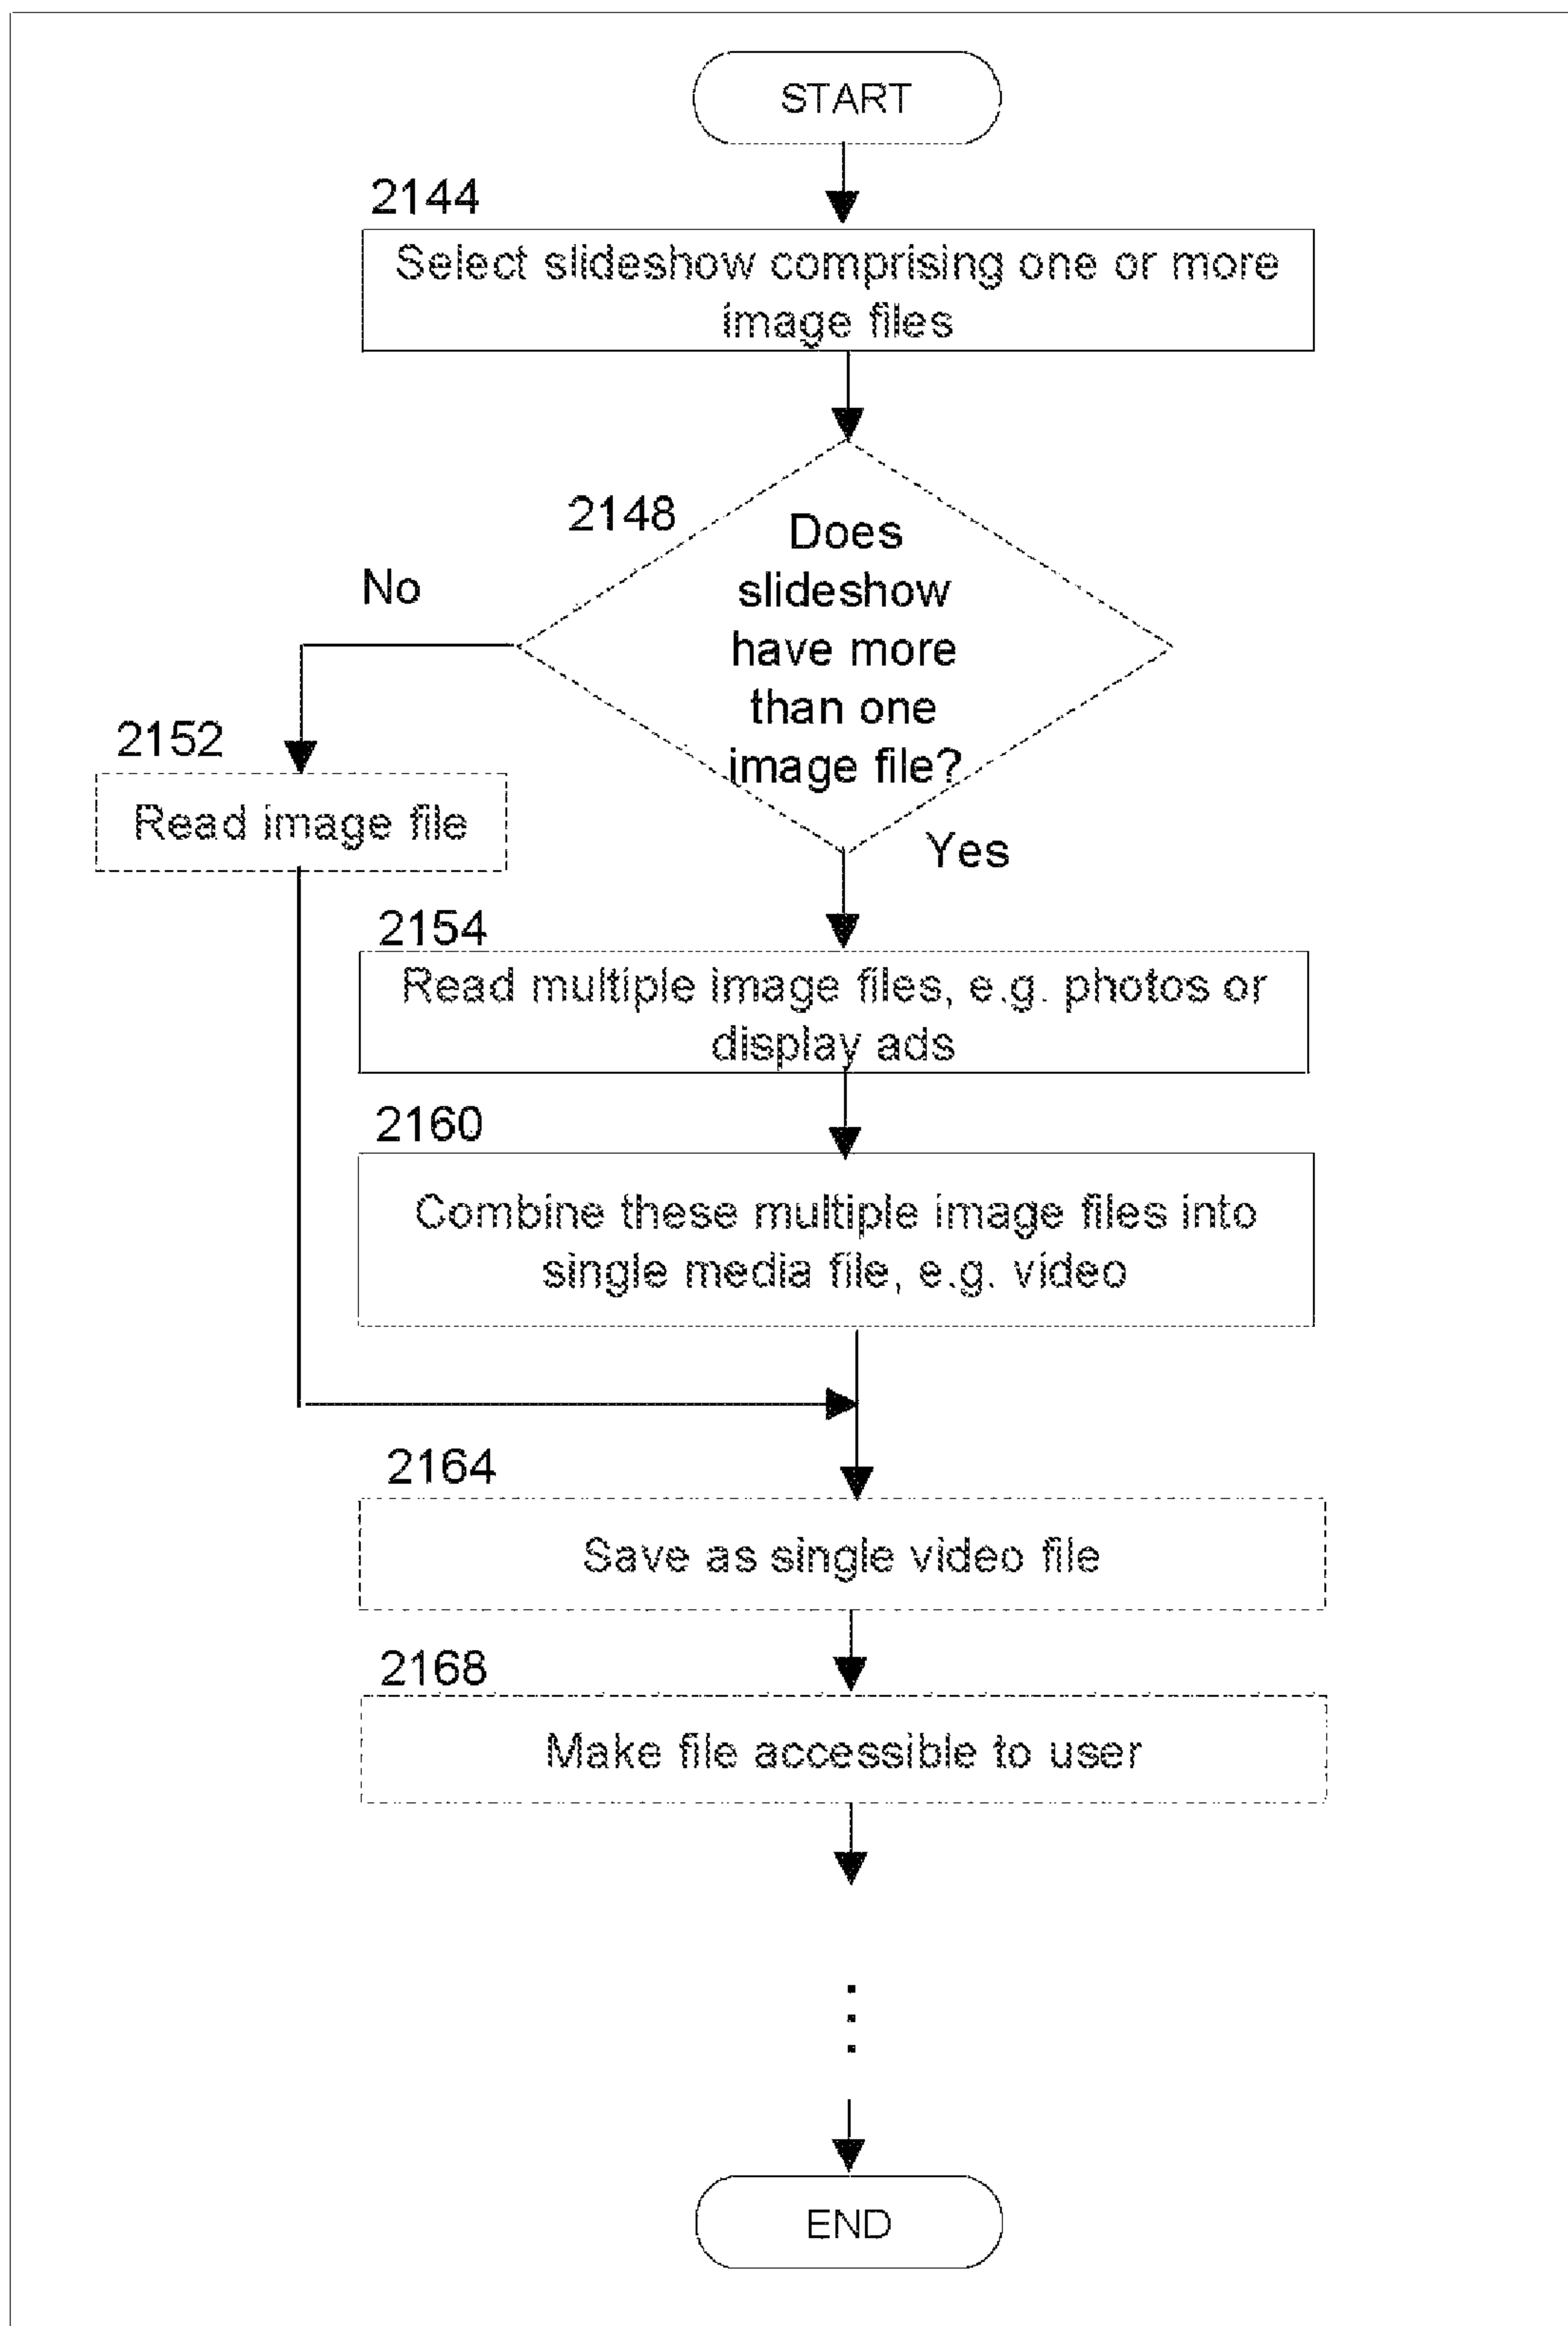 START
2144
Select slideshow comprising one or more
image files
2148
Does
slideshow
have more
than one
image file?
No
Yes
2152
Read image file
2154
Read multiple image files, e.g. photos or
display ads
2160
Combine these multiple image files into
single media file, e.g. video
2164
Save as single video file
2168
Make file accessible to user
END